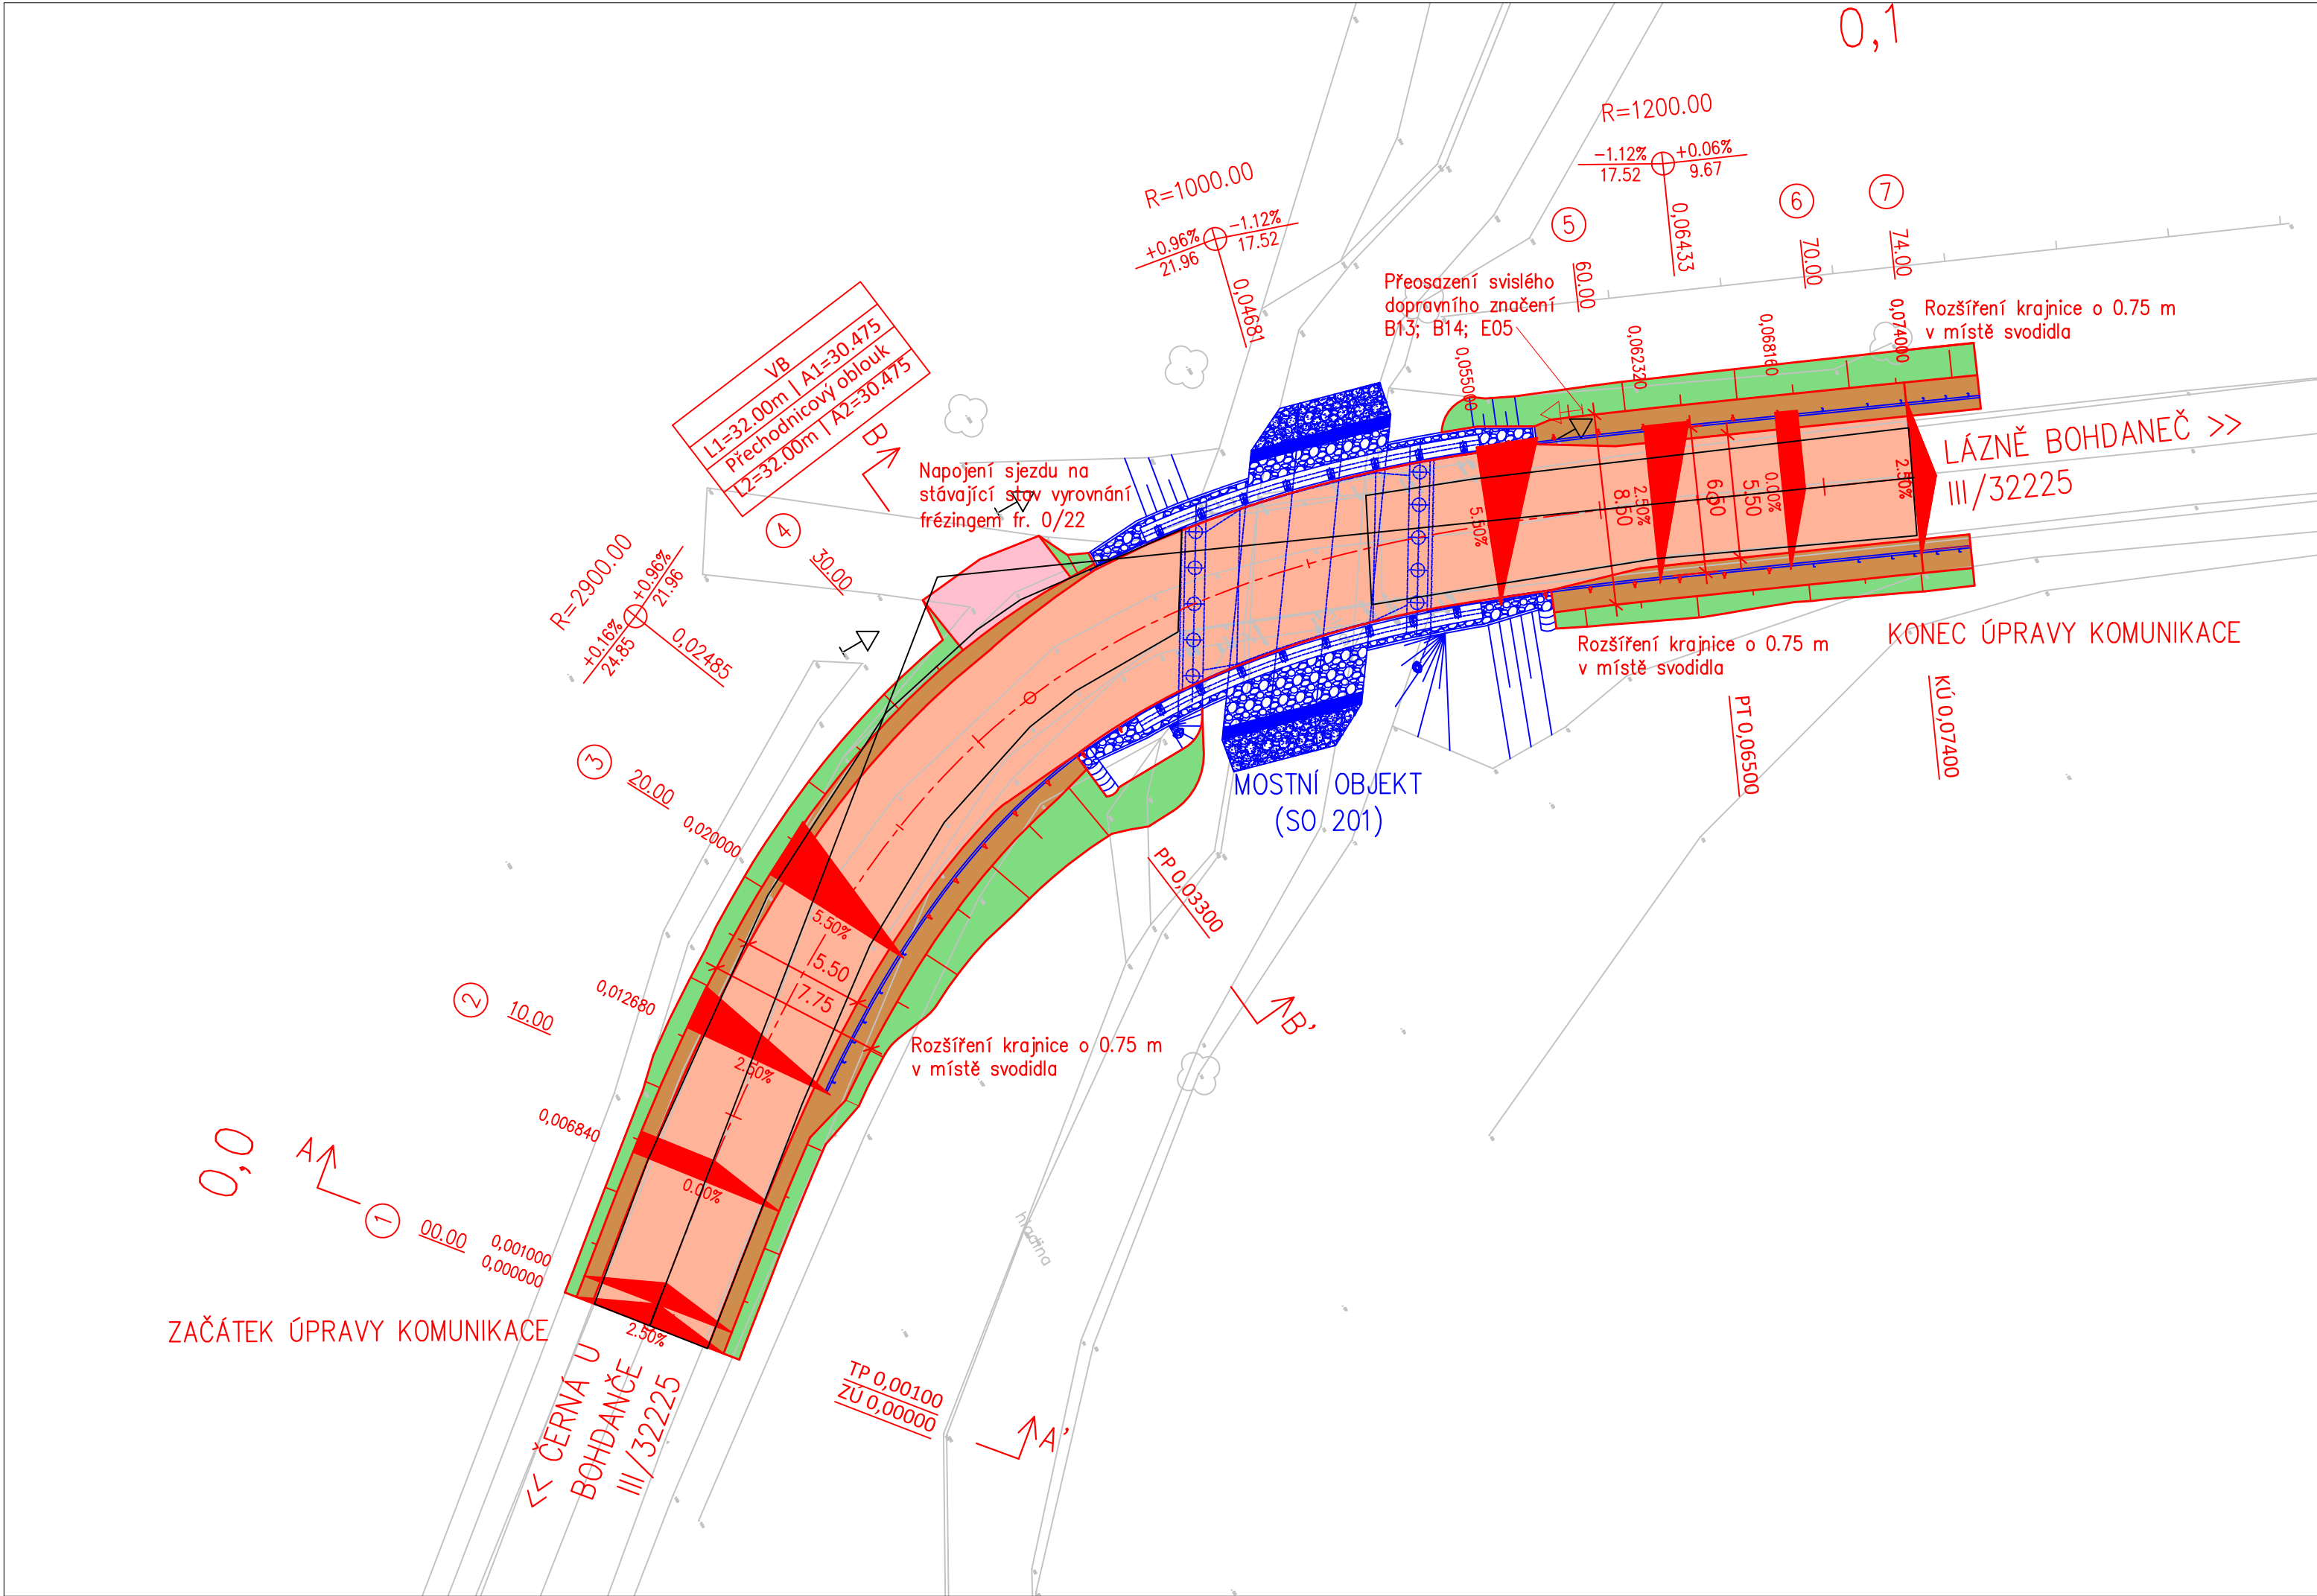 0,1
R=1200.00
-1.12%
+0.06%
17.52
9.67
0,06433
R=1000.00
+0.96%
-1.12%
21.96
17.52
0,04681
5
60.00
6
70.00
7
74.00
Přeosazení svislého
dopravního značení
B13; B14; E05
Rozšíření krajnice o 0.75 m
v místě svodidla
0,055000
0,062320
0,068160
0,074000
VB
L1=32.00m | A1=30.475
Přechodnicový oblouk
L2=32.00m | A2=30.475
B
Napojení sjezdu na
stávající stav vyrovnání
frézingem fr. 0/22
LÁZNĚ BOHDANEČ >>
III/32225
5.50%
8.50
2.50%
6.50
5.50
0.00%
2.50%
4
30.00
R=2900.00
+0.16%
+0.96%
24.85
21.96
0,02485
Rozšíření krajnice o 0.75 m
v místě svodidla
KONEC ÚPRAVY KOMUNIKACE
PT 0,06500
KÚ 0,07400
MOSTNÍ OBJEKT
(SO 201)
3
20.00
0,020000
PP 0,03300
5.50%
5.50
7.75
2
10.00
0,012680
2.50%
B'
Rozšíření krajnice o 0.75 m
v místě svodidla
0,006840
0.00%
0,0
A
1
00.00
0,001000
0,000000
hladina
ZAČÁTEK ÚPRAVY KOMUNIKACE
2.50%
<< ČERNÁ U
BOHDANČE
III/32225
TP 0,00100
ZÚ 0,00000
A'